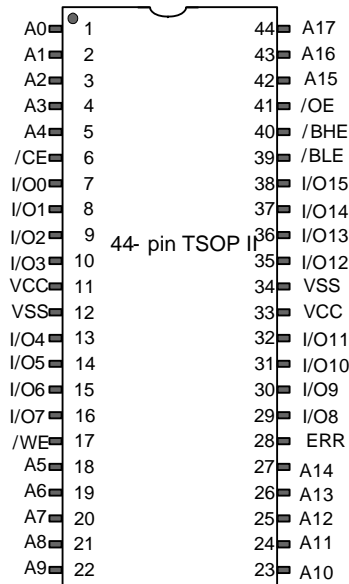 A0 1 44 A17
A1 2 43 A16
A2 3 42 A15
A3 4 41 /OE
A4 5 40 /BHE
/CE 6 39 /BLE
I/O0 7 38 I/O15
I/O1 8 37 I/O14
I/O2 9 44- pin TSOP II 36 I/O13
I/O3 10 35 I/O12
VCC 11 34 VSS
VSS 12 33 VCC
I/O4 13 32 I/O11
I/O5 14 31 I/O10
I/O6 15 30 I/O9
I/O7 16 29 I/O8
/WE 17 28 ERR
A5 18 27 A14
A6 19 26 A13
A7 20 25 A12
A8 21 24 A11
A9 22 23 A10